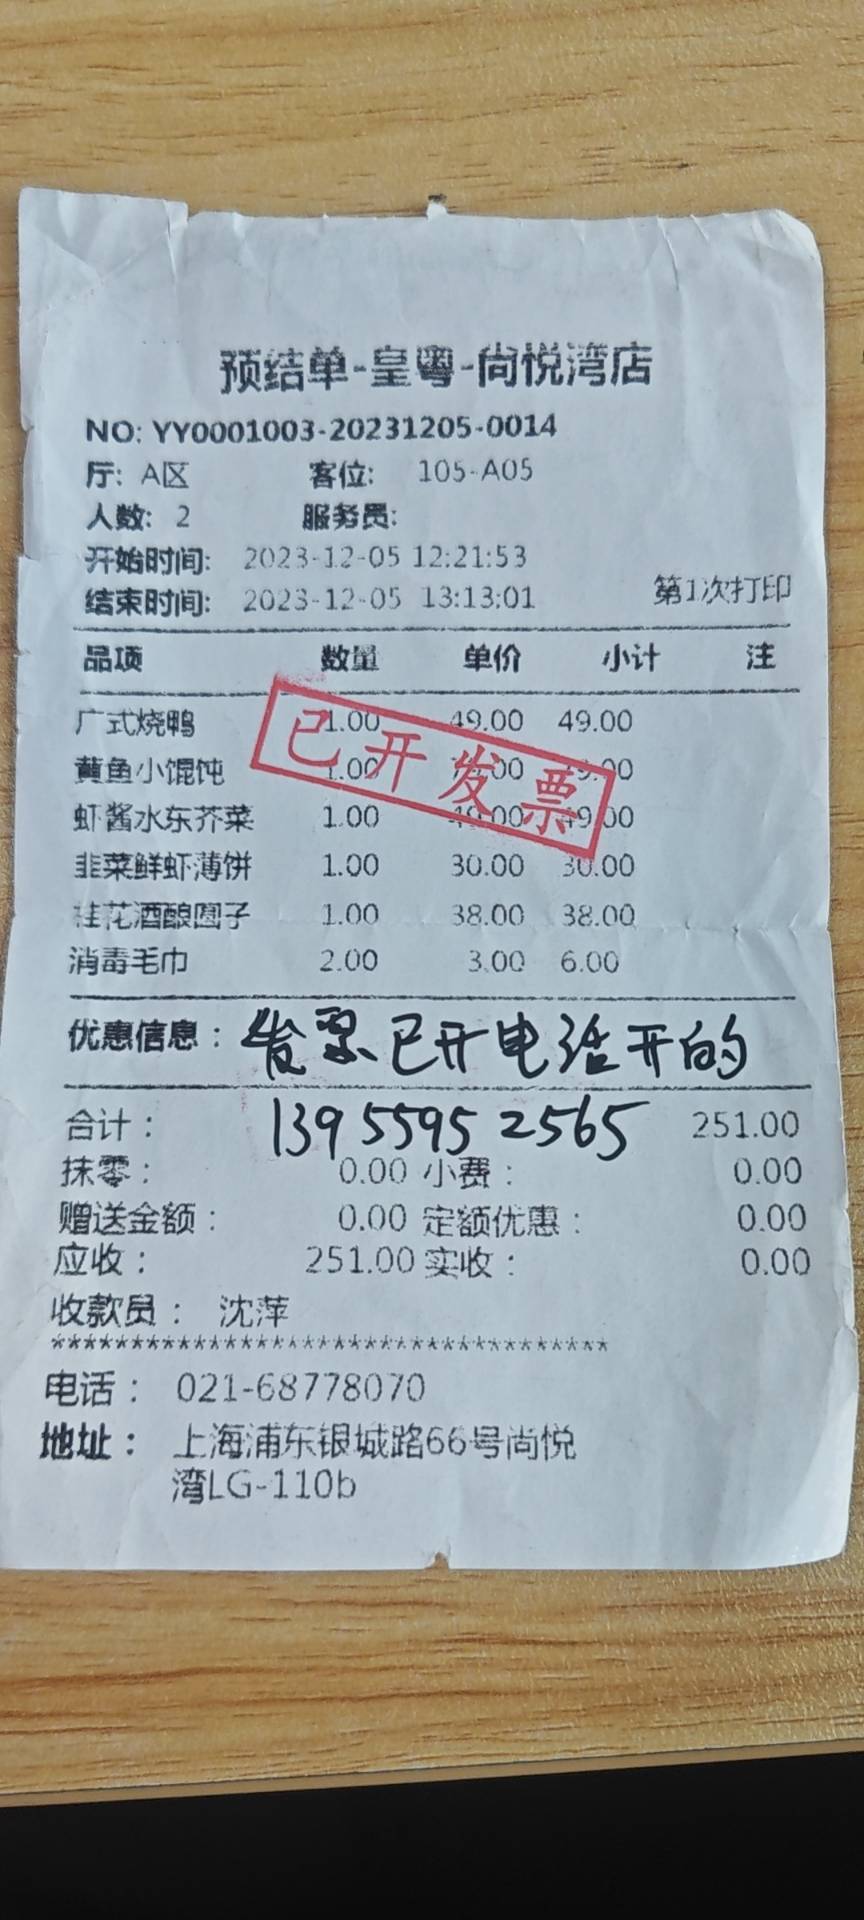 预结单-皇粤-尚悦湾店
NO: YY0001003-20231205-0014
厅: A区 客位: 105-A05
人数: 2 服务员:
开始时间: 2023-12-05 12:21:53
结束时间: 2023-12-05 13:13:01 第1次打印
品项 数量 单价 小计 注
广式烧鸭 1.00 49.00 49.00
已开发票
黄鱼小馄饨 1.00 79.00 79.00
虾酱水东芥菜 1.00 49.00 49.00
韭菜鲜虾薄饼 1.00 30.00 30.00
桂花酒酿圆子 1.00 38.00 38.00
消毒毛巾 2.00 3.00 6.00
优惠信息: 发票已开电话开的
合计: 13955952565 251.00
抹零: 0.00 小费: 0.00
赠送金额: 0.00 定额优惠: 0.00
应收: 251.00 实收: 0.00
收款员: 沈萍
***********************************
电话: 021-68778070
地址: 上海浦东银城路66号尚悦
湾LG-110b